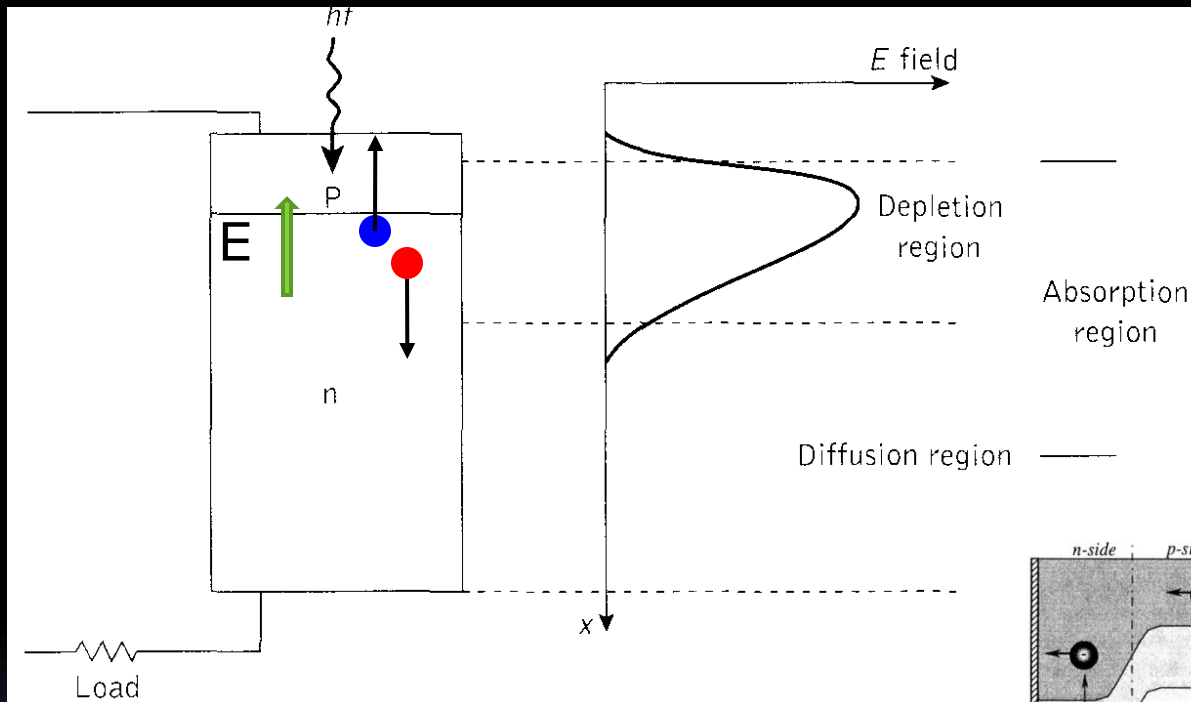 hf
E field
p
E
Depletion
region
Absorption
region
n
Diffusion region
n-side
x
Load